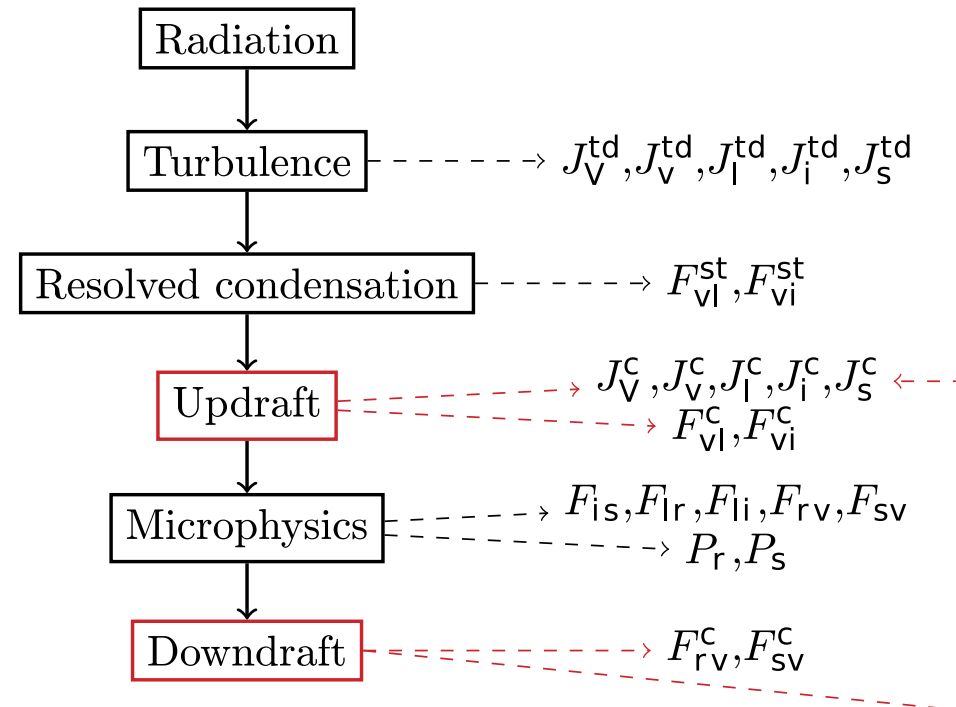 Radiation
Turbulence
J_V^td,J_v^td,J_l^td,J_i^td,J_s^td
Resolved condensation
F_vl^st,F_vi^st
Updraft
J_V^c,J_v^c,J_l^c,J_i^c,J_s^c
F_vl^c,F_vi^c
Microphysics
F_is,F_lr,F_li,F_rv,F_sv
P_r,P_s
Downdraft
F_rv^c,F_sv^c